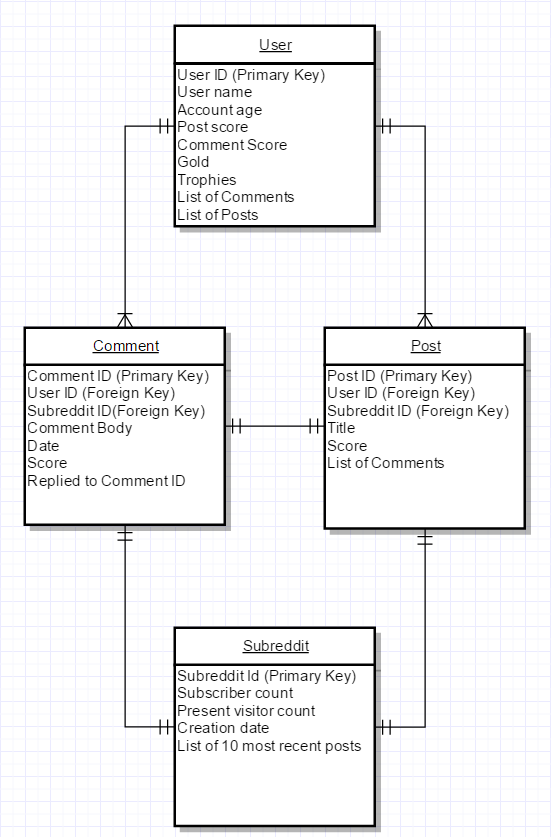 User
User ID (Primary Key)
User name
Account age
Post score
Comment Score
Gold
Trophies
List of Comments
List of Posts
Comment
Comment ID (Primary Key)
User ID (Foreign Key)
Subreddit ID(Foreign Key)
Comment Body
Date
Score
Replied to Comment ID
Post
Post ID (Primary Key)
User ID (Foreign Key)
Subreddit ID (Foreign Key)
Title
Score
List of Comments
Subreddit
Subreddit Id (Primary Key)
Subscriber count
Present visitor count
Creation date
List of 10 most recent posts